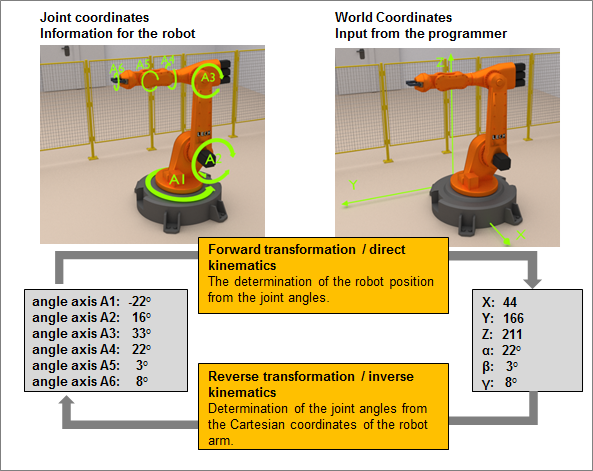 Joint coordinates
Information for the robot
World Coordinates
Input from the programmer
A6
A5
A4
A3
A2
A1
Z
Y
X
Forward transformation / direct
kinematics
The determination of the robot position
from the joint angles.
angle axis A1: -22°
angle axis A2: 16°
angle axis A3: 33°
angle axis A4: 22°
angle axis A5: 3°
angle axis A6: 8°
X: 44
Y: 166
Z: 211
α: 22°
β: 3°
γ: 8°
Reverse transformation / inverse
kinematics
Determination of the joint angles from
the Cartesian coordinates of the robot
arm.